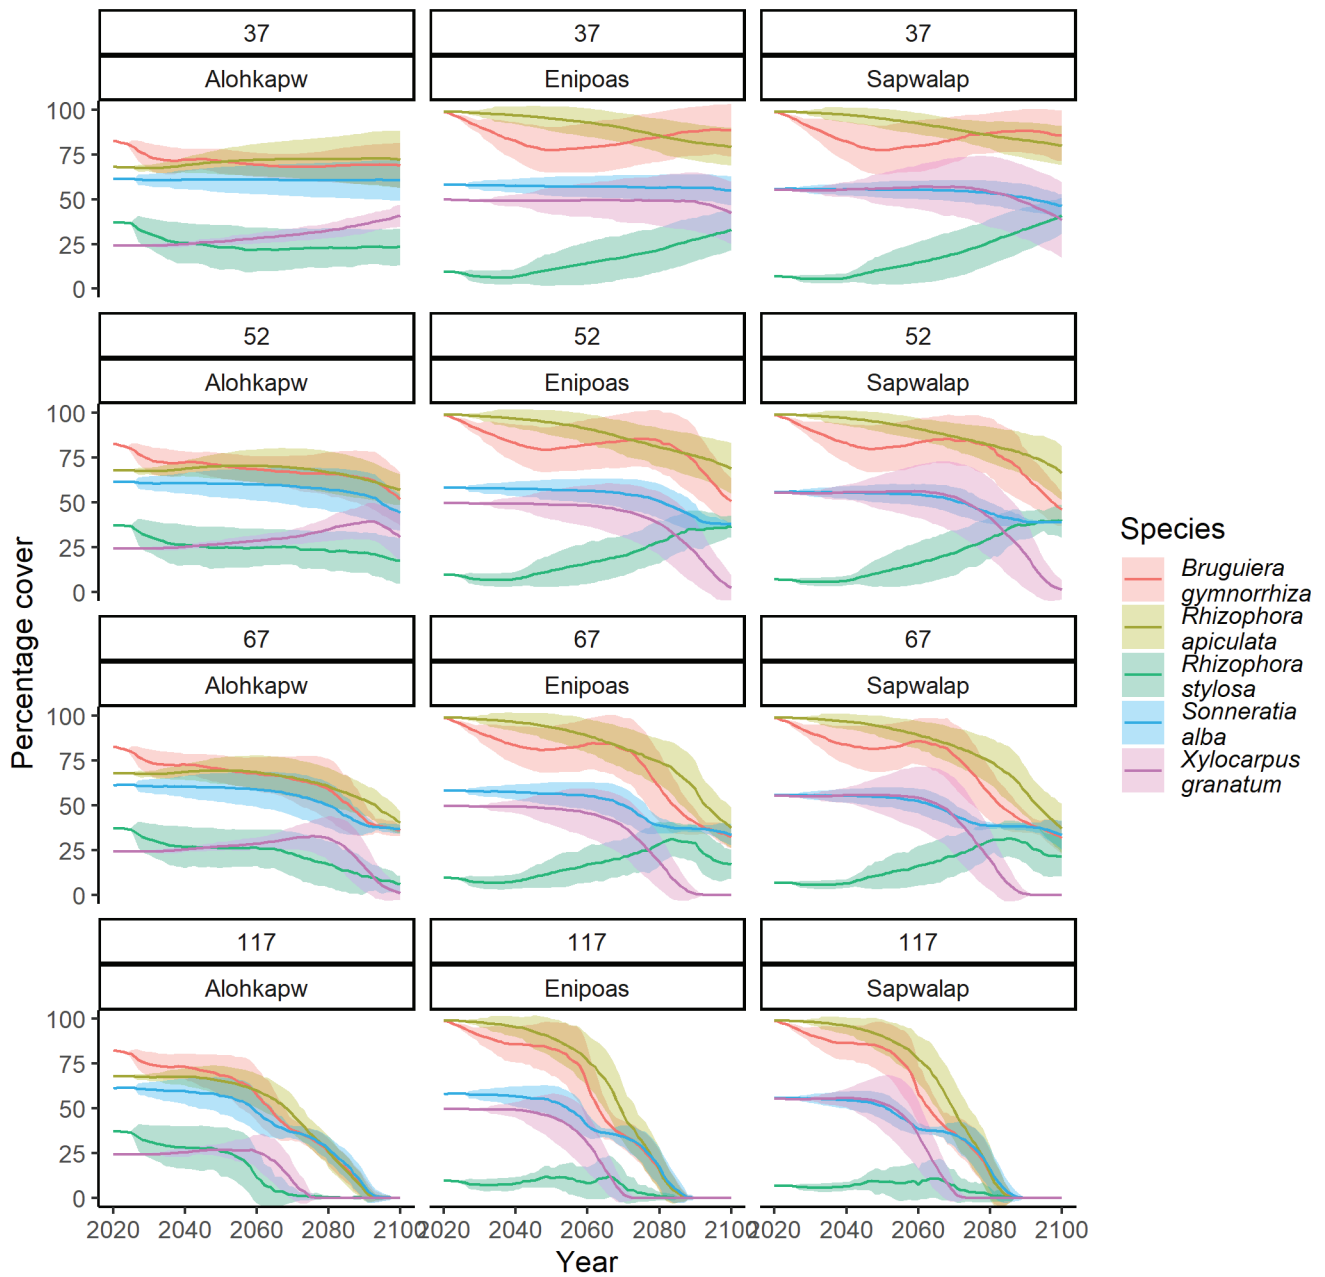 37 37 37
Alohkapw Enipoas Sapwalap
100
75
50
25
0
52 52 52
Alohkapw Enipoas Sapwalap
100
75
50
25
0
67 67 67
Alohkapw Enipoas Sapwalap
100
75
50
25
0
117 117 117
Alohkapw Enipoas Sapwalap
100
75
50
25
0
2020 2040 2060 2080 2100 2020 2040 2060 2080 2100 2020 2040 2060 2080 2100
Year
Percentage cover
Species
Bruguiera
gymnorrhiza
Rhizophora
apiculata
Rhizophora
stylosa
Sonneratia
alba
Xylocarpus
granatum